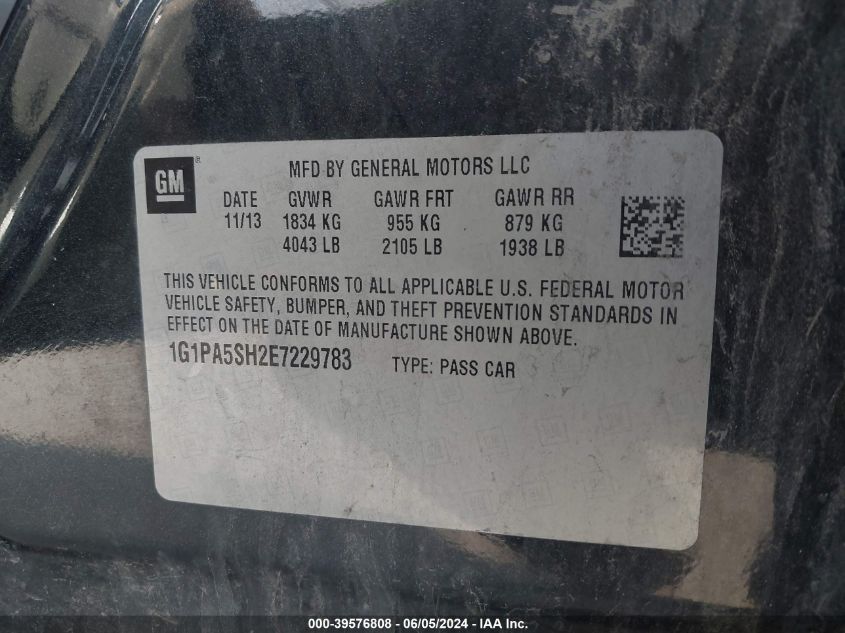 GM
MFD BY GENERAL MOTORS LLC
DATE GVWR GAWR FRT GAWR RR
11/13 1834 KG 955 KG 879 KG
4043 LB 2105 LB 1938 LB
THIS VEHICLE CONFORMS TO ALL APPLICABLE U.S. FEDERAL MOTOR
VEHICLE SAFETY, BUMPER, AND THEFT PREVENTION STANDARDS IN
EFFECT ON THE DATE OF MANUFACTURE SHOWN ABOVE.
1G1PA5SH2E7229783 TYPE: PASS CAR
000-39576808 - 06/05/2024 - IAAI.com